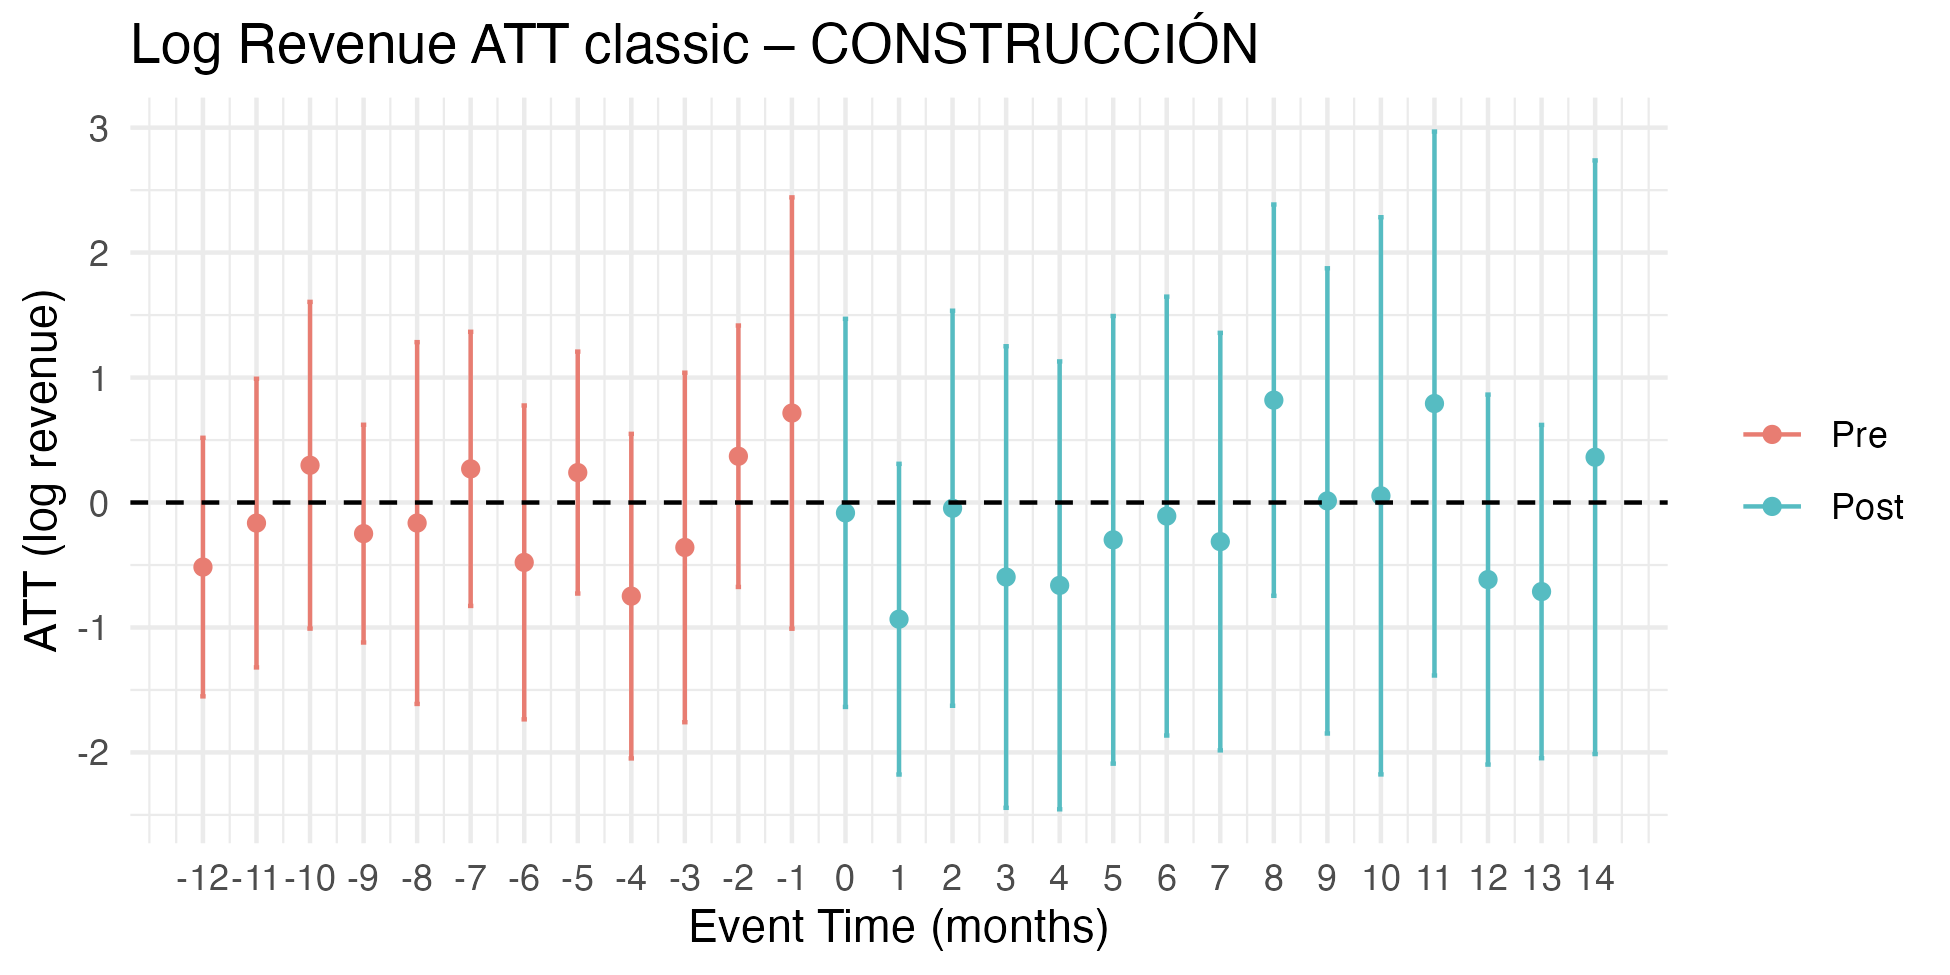 Log Revenue ATT classic – CONSTRUCCIÓN
ATT (log revenue)
3
2
1
0
-1
-2
-12 -11 -10 -9 -8 -7 -6 -5 -4 -3 -2 -1 0 1 2 3 4 5 6 7 8 9 10 11 12 13 14
Event Time (months)
Pre
Post